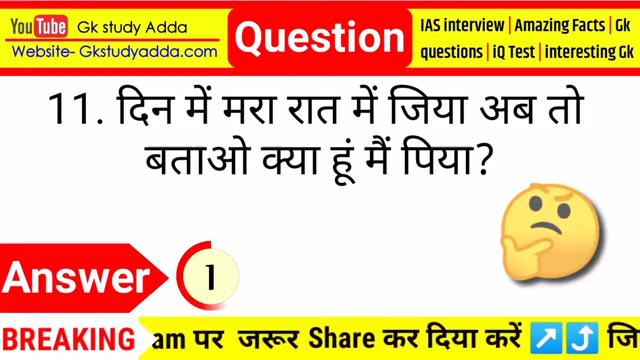 YouTube Gk study Adda
Website- Gkstudyadda.com
Question
IAS interview | Amazing Facts | Gk
questions | iQ Test | interesting Gk
11. दिन में मरा रात में जिया अब तो
बताओ क्या हूं मैं पिया?
Answer 1
BREAKING am पर जरूर Share कर दिया करें ↗️⤴️ जि